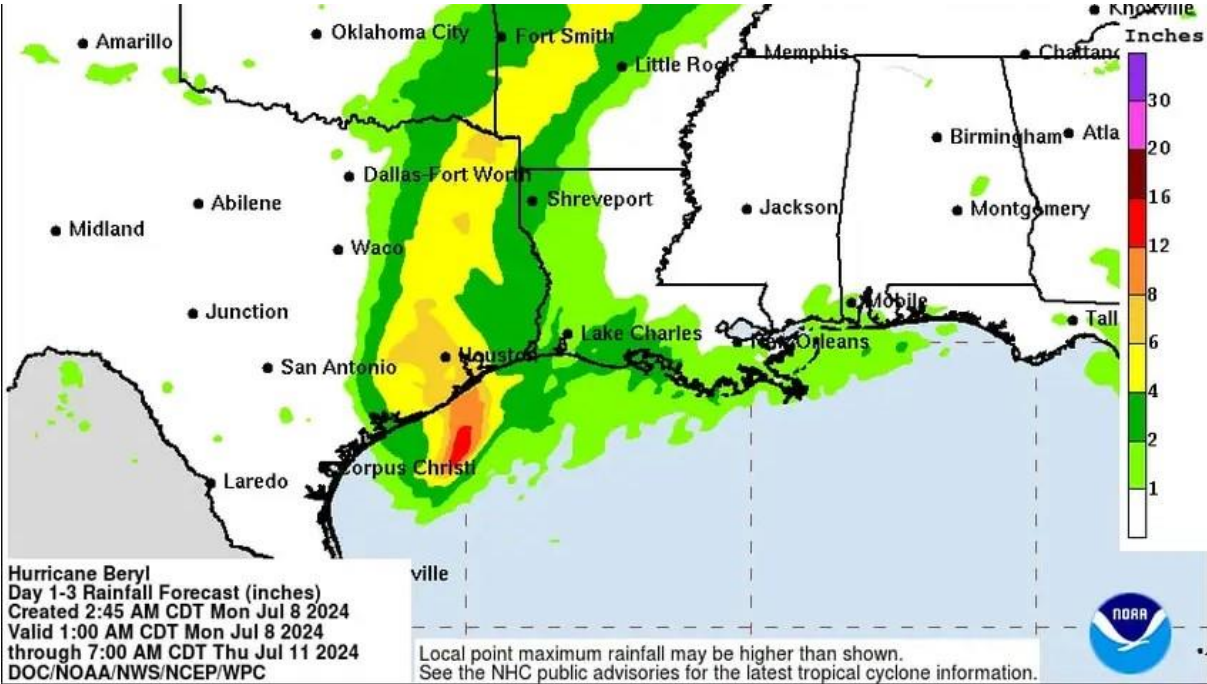 Knoxville
Inches
Amarillo
Oklahoma City
Fort Smith
Little Rock
Memphis
Chattan
30
Birmingham
Atla
20
Dallas-Fort Worth
16
Abilene
Shreveport
Jackson
Montgomery
Midland
Waco
12
8
Junction
Mobile
Tall
Lake Charles
New Orleans
6
Houston
San Antonio
4
2
Corpus Christi
Laredo
1
ville
Hurricane Beryl
Day 1-3 Rainfall Forecast (inches)
Created 2:45 AM CDT Mon Jul 8 2024
Valid 1:00 AM CDT Mon Jul 8 2024
through 7:00 AM CDT Thu Jul 11 2024
DOC/NOAA/NWS/NCEP/WPC
Local point maximum rainfall may be higher than shown.
See the NHC public advisories for the latest tropical cyclone information.
NOAA